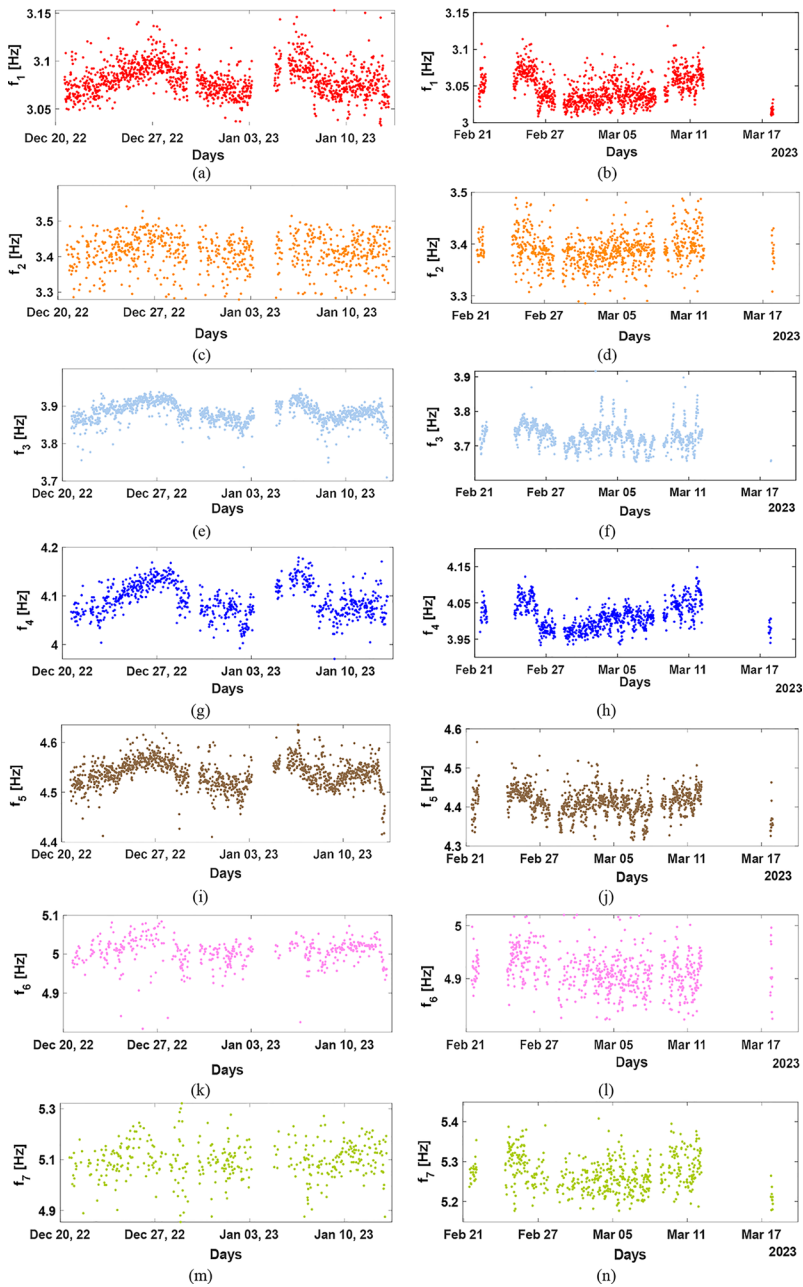 3.15
3.1
3.05
f1 [Hz]
Dec 20, 22 Dec 27, 22 Jan 03, 23 Jan 10, 23
Days
(a)
3.15
3.1
3.05
3
f1 [Hz]
Feb 21 Feb 27 Mar 05 Mar 11 Mar 17
Days 2023
(b)
3.5
3.4
3.3
f2 [Hz]
Dec 20, 22 Dec 27, 22 Jan 03, 23 Jan 10, 23
Days
(c)
3.5
3.4
3.3
f2 [Hz]
Feb 21 Feb 27 Mar 05 Mar 11 Mar 17
Days 2023
(d)
3.9
3.8
3.7
f3 [Hz]
Dec 20, 22 Dec 27, 22 Jan 03, 23 Jan 10, 23
Days
(e)
3.9
3.8
3.7
f3 [Hz]
Feb 21 Feb 27 Mar 05 Mar 11 Mar 17
Days 2023
(f)
4.2
4.1
4
f4 [Hz]
Dec 20, 22 Dec 27, 22 Jan 03, 23 Jan 10, 23
Days
(g)
4.15
4.05
3.95
f4 [Hz]
Feb 21 Feb 27 Mar 05 Mar 11 Mar 17
Days 2023
(h)
4.6
4.5
4.4
f5 [Hz]
Dec 20, 22 Dec 27, 22 Jan 03, 23 Jan 10, 23
Days
(i)
4.6
4.5
4.4
4.3
f5 [Hz]
Feb 21 Feb 27 Mar 05 Mar 11 Mar 17
Days 2023
(j)
5.1
5
4.9
f6 [Hz]
Dec 20, 22 Dec 27, 22 Jan 03, 23 Jan 10, 23
Days
(k)
5
4.9
f6 [Hz]
Feb 21 Feb 27 Mar 05 Mar 11 Mar 17
Days 2023
(l)
5.3
5.1
4.9
f7 [Hz]
Dec 20, 22 Dec 27, 22 Jan 03, 23 Jan 10, 23
Days
(m)
5.4
5.3
5.2
f7 [Hz]
Feb 21 Feb 27 Mar 05 Mar 11 Mar 17
Days 2023
(n)